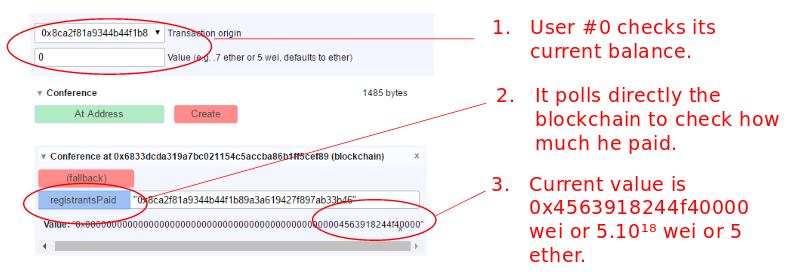 0x8ca2f81a9344b44f1b8 ▼ Transaction origin
0 Value (e.g. .7 ether or 5 wei, defaults to ether)
▼ Conference 1485 bytes
At Address Create
▼ Conference at 0x6833dcda319a7bc021154c5accba86b1ff5cef89 (blockchain) x
(fallback)
registrantsPaid "0x8ca2f81a9344b44f1b89a3a619427f897ab33b46"
Value: "0x0000000000000000000000000000000000000000000000004563918244f40000"
1. User #0 checks its
current balance.
2. It polls directly the
blockchain to check how
much he paid.
3. Current value is
0x4563918244f40000
wei or 5.10¹⁸ wei or 5
ether.